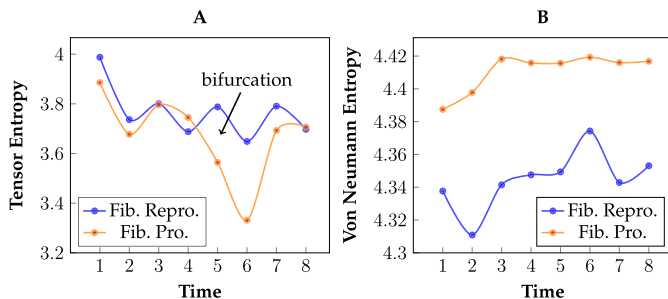 A
Tensor Entropy
4
3.8
3.6
3.4
3.2
bifurcation
Fib. Repro.
Fib. Pro.
1 2 3 4 5 6 7 8
Time
B
Von Neumann Entropy
4.42
4.4
4.36
4.34
4.32
4.3
Fib. Repro.
Fib. Pro.
1 2 3 4 5 6 7 8
Time